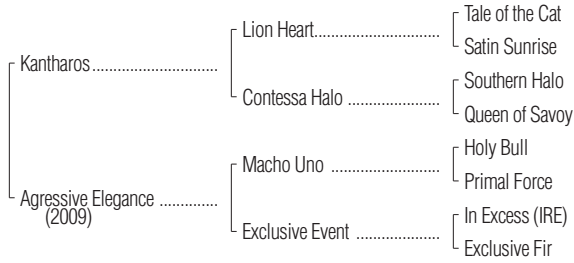 Tale of the Cat
Lion Heart
Satin Sunrise
Kantharos
Southern Halo
Contessa Halo
Queen of Savoy
Holy Bull
Macho Uno
Primal Force
Agressive Elegance
(2009)
In Excess (IRE)
Exclusive Event
Exclusive Fir